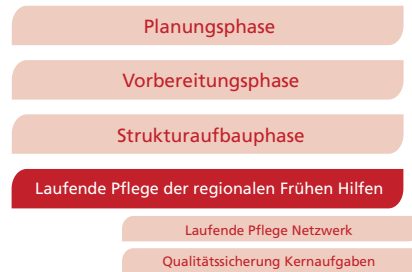 Planungsphase
Vorbereitungsphase
Strukturaufbauphase
Laufende Pflege der regionalen Frühen Hilfen
Laufende Pflege Netzwerk
Qualitätssicherung Kernaufgaben